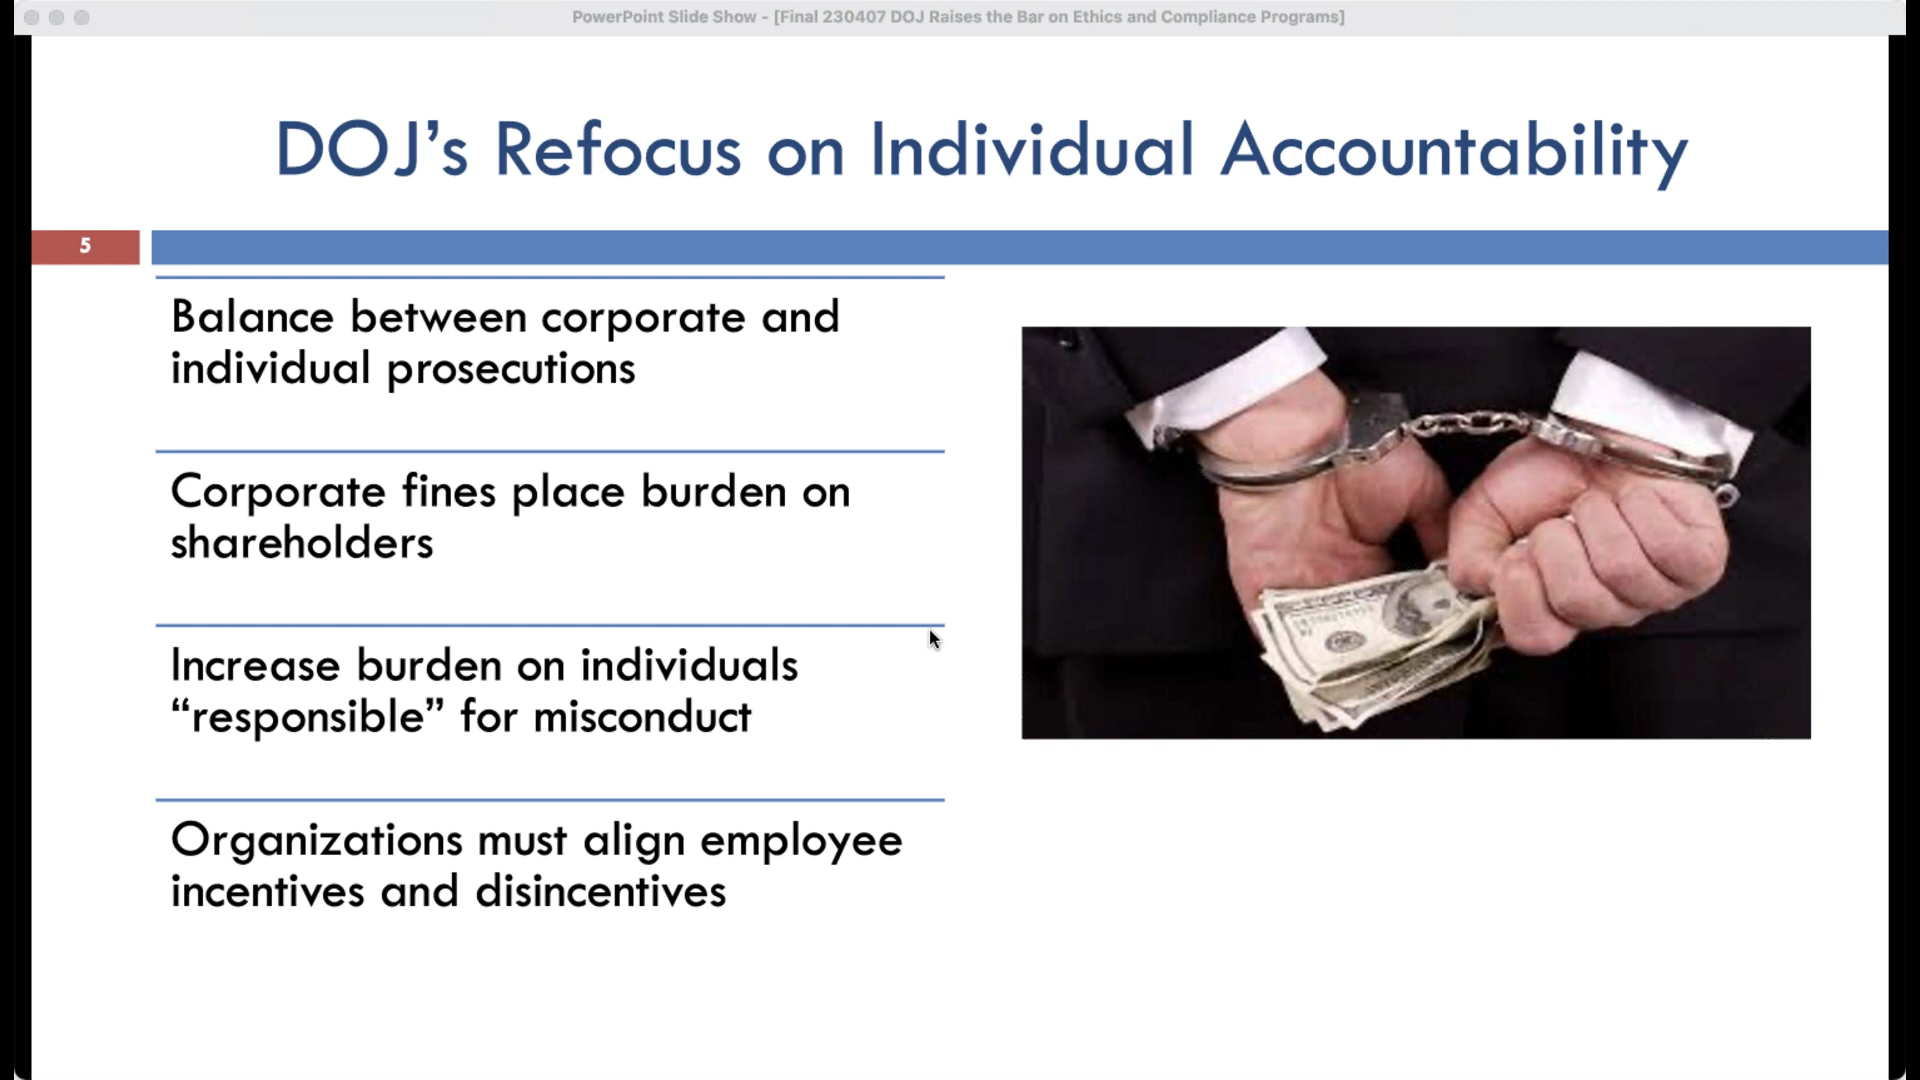 PowerPoint Slide Show - [Final 230407 DOJ Raises the Bar on Ethics and Compliance Programs]
DOJ’s Refocus on Individual Accountability
5
Balance between corporate and
individual prosecutions
Corporate fines place burden on
shareholders
Increase burden on individuals
“responsible” for misconduct
Organizations must align employee
incentives and disincentives